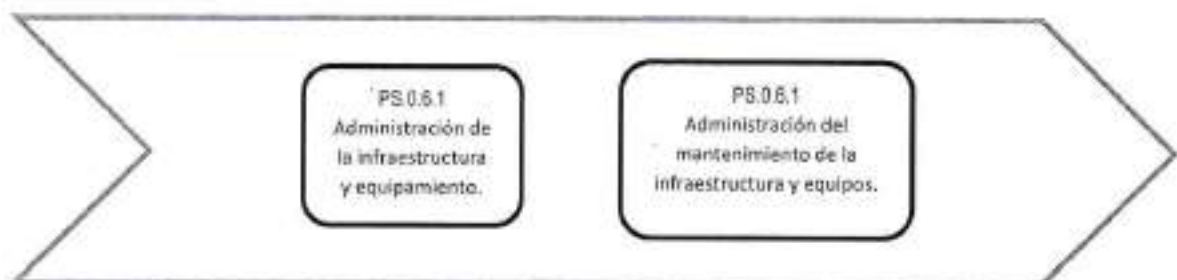 PS.0.6.1
Administración de
la infraestructura
y equipamiento.
PS.0.6.1
Administración del
mantenimiento de la
infraestructura y equipos.